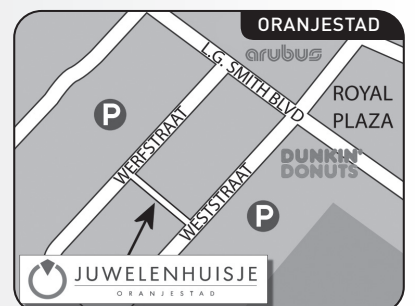 ORANJESTAD
arubus
L.G. SMITH BLVD
ROYAL
PLAZA
P
WERFSTRAAT
DUNKIN'
DONUTS
WESTSTRAAT
P
JUWELENHUISJE
ORANJESTAD